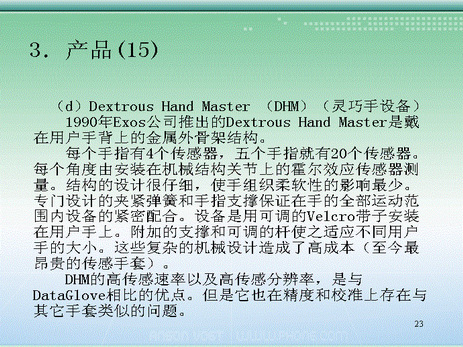 3. 产品(15)
（d）Dextrous Hand Master （DHM）（灵巧手设备）
1990年Exos公司推出的Dextrous Hand Master是戴
在用户手背上的金属外骨架结构。
每个手指有4个传感器，五个手指就有20个传感器。
每个角度由安装在机械结构关节上的霍尔效应传感器测
量。结构的设计很仔细，使手组织柔软性的影响最少。
专门设计的夹紧弹簧和手指支撑保证在手的全部运动范
围内设备的紧密配合。设备是用可调的Velcro带子安装
在用户手上。附加的支撑和可调的杆使之适应不同用户
手的大小。这些复杂的机械设计造成了高成本（至今最
昂贵的传感手套）。
DHM的高传感速率以及高传感分辨率，是与
DataGlove相比的优点。但是它也在精度和校准上存在与
其它手套类似的问题。
23